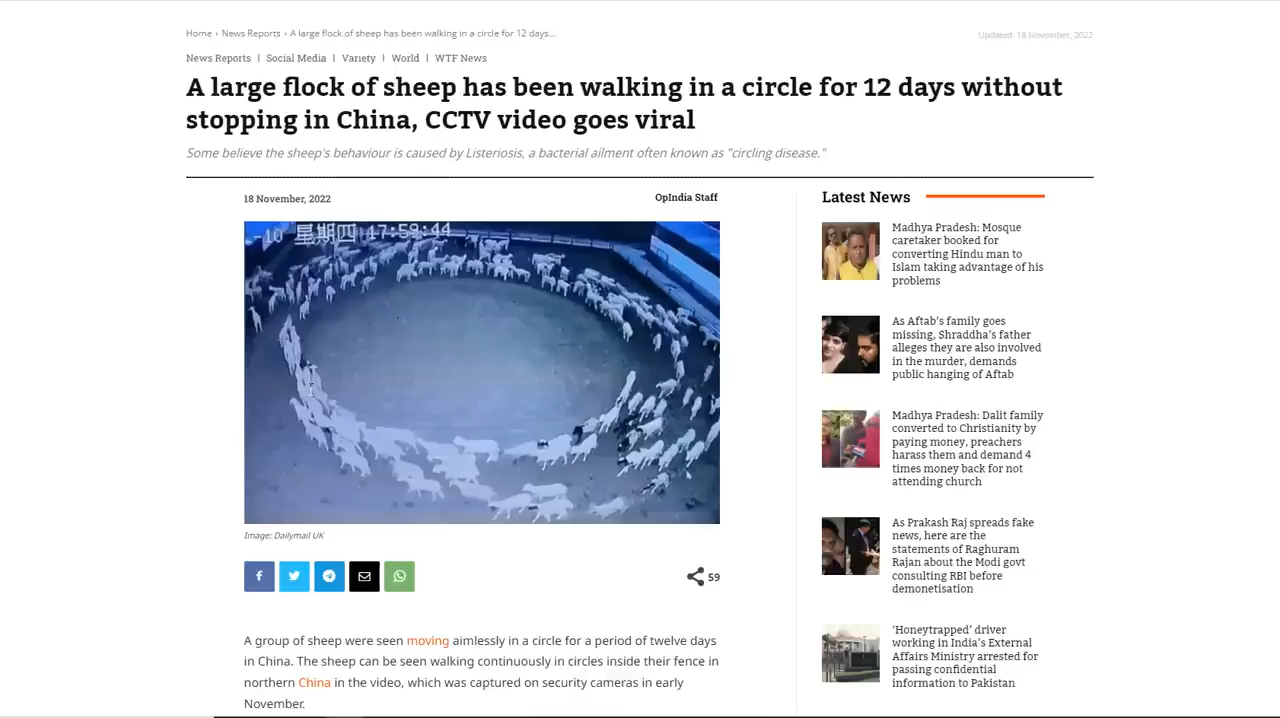 Home › News Reports › A large flock of sheep has been walking in a circle for 12 days...
Updated: 18 November, 2022
News Reports | Social Media | Variety | World | WTF News
A large flock of sheep has been walking in a circle for 12 days without
stopping in China, CCTV video goes viral
Some believe the sheep's behaviour is caused by Listeriosis, a bacterial ailment often known as "circling disease."
18 November, 2022
OpIndia Staff
-10 星期四 17:59:44
Image: Dailymail UK
59
A group of sheep were seen moving aimlessly in a circle for a period of twelve days
in China. The sheep can be seen walking continuously in circles inside their fence in
northern China in the video, which was captured on security cameras in early
November.
Latest News
Madhya Pradesh: Mosque
caretaker booked for
converting Hindu man to
Islam taking advantage of his
problems
As Aftab's family goes
missing, Shraddha's father
alleges they are also involved
in the murder, demands
public hanging of Aftab
Madhya Pradesh: Dalit family
converted to Christianity by
paying money, preachers
harass them and demand 4
times money back for not
attending church
As Prakash Raj spreads fake
news, here are the
statements of Raghuram
Rajan about the Modi govt
consulting RBI before
demonetisation
'Honeytrapped' driver
working in India's External
Affairs Ministry arrested for
passing confidential
information to Pakistan